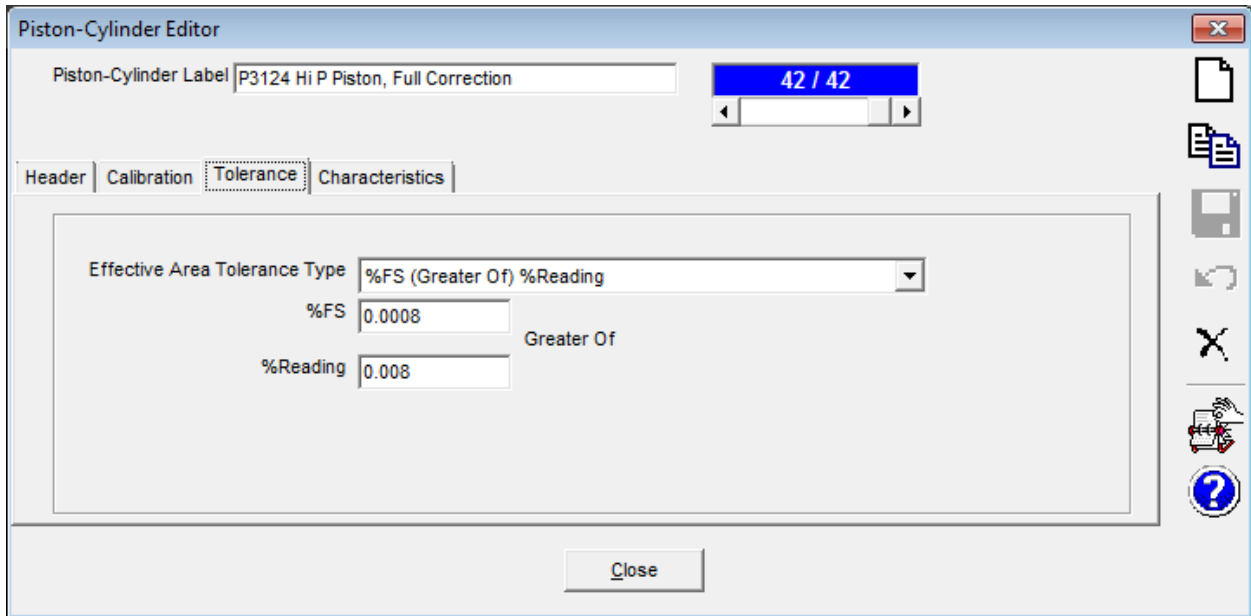 Piston-Cylinder Editor
Piston-Cylinder Label P3124 Hi P Piston, Full Correction
42 / 42
Header Calibration Tolerance Characteristics
Effective Area Tolerance Type %FS (Greater Of) %Reading
%FS 0.0008
Greater Of
%Reading 0.008
?
Close